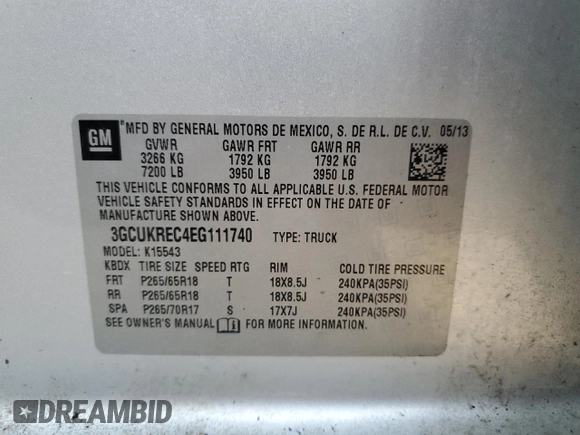 GM
® MFD BY GENERAL MOTORS DE MEXICO, S. DE R.L. DE C.V. 05/13
GVWR GAWR FRT GAWR RR
3266 KG 1792 KG 1792 KG
7200 LB 3950 LB 3950 LB
THIS VEHICLE CONFORMS TO ALL APPLICABLE U.S. FEDERAL MOTOR
VEHICLE SAFETY STANDARDS IN EFFECT ON THE DATE OF
MANUFACTURE SHOWN ABOVE.
3GCUKREC4EG111740 TYPE: TRUCK
MODEL: K15543
KBDX TIRE SIZE SPEED RTG RIM COLD TIRE PRESSURE
FRT P265/65R18 T 18X8.5J 240KPA(35PSI)
RR P265/65R18 T 18X8.5J 240KPA(35PSI)
SPA P265/70R17 S 17X7J 240KPA(35PSI)
SEE OWNER'S MANUAL FOR MORE INFORMATION.
DREAMBID